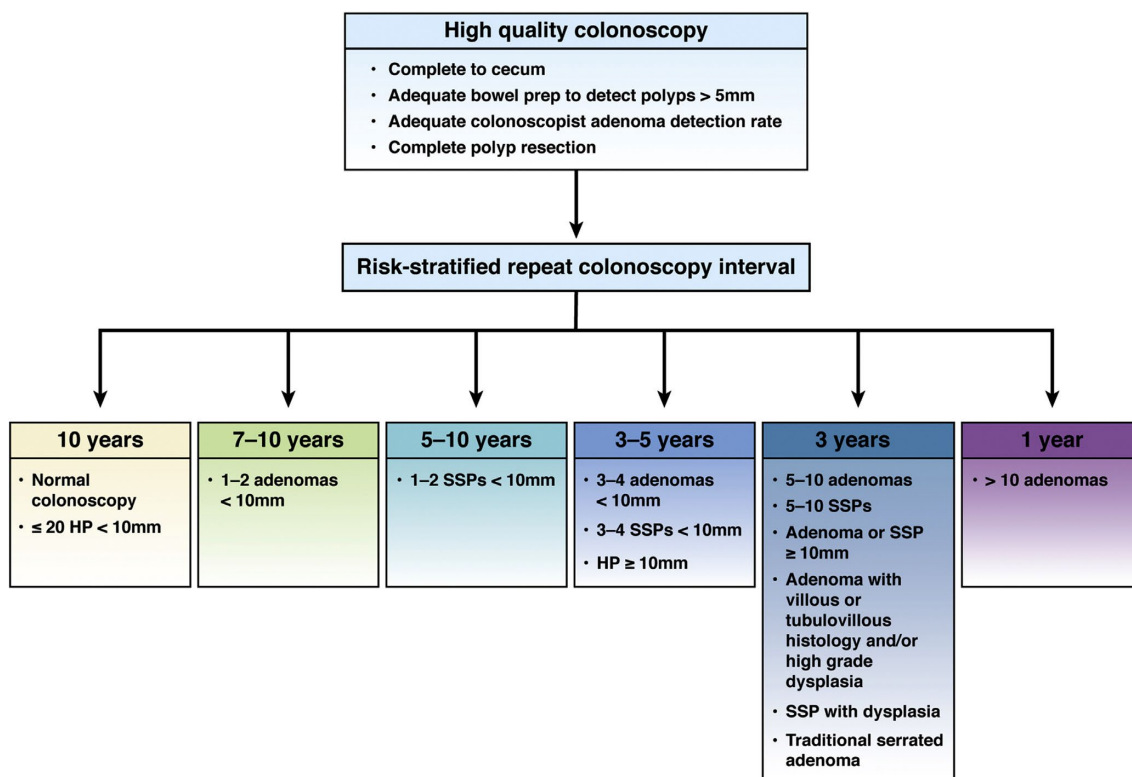 High quality colonoscopy
· Complete to cecum
· Adequate bowel prep to detect polyps > 5mm
· Adequate colonoscopist adenoma detection rate
· Complete polyp resection
Risk-stratified repeat colonoscopy interval
10 years
· Normal
colonoscopy
· ≤ 20 HP < 10mm
7–10 years
· 1–2 adenomas
< 10mm
5–10 years
· 1–2 SSPs < 10mm
3–5 years
· 3–4 adenomas
< 10mm
· 3–4 SSPs < 10mm
· HP ≥ 10mm
3 years
· 5–10 adenomas
· 5–10 SSPs
· Adenoma or SSP
≥ 10mm
· Adenoma with
villous or
tubulovillous
histology and/or
high grade
dysplasia
· SSP with dysplasia
· Traditional serrated
adenoma
1 year
· > 10 adenomas